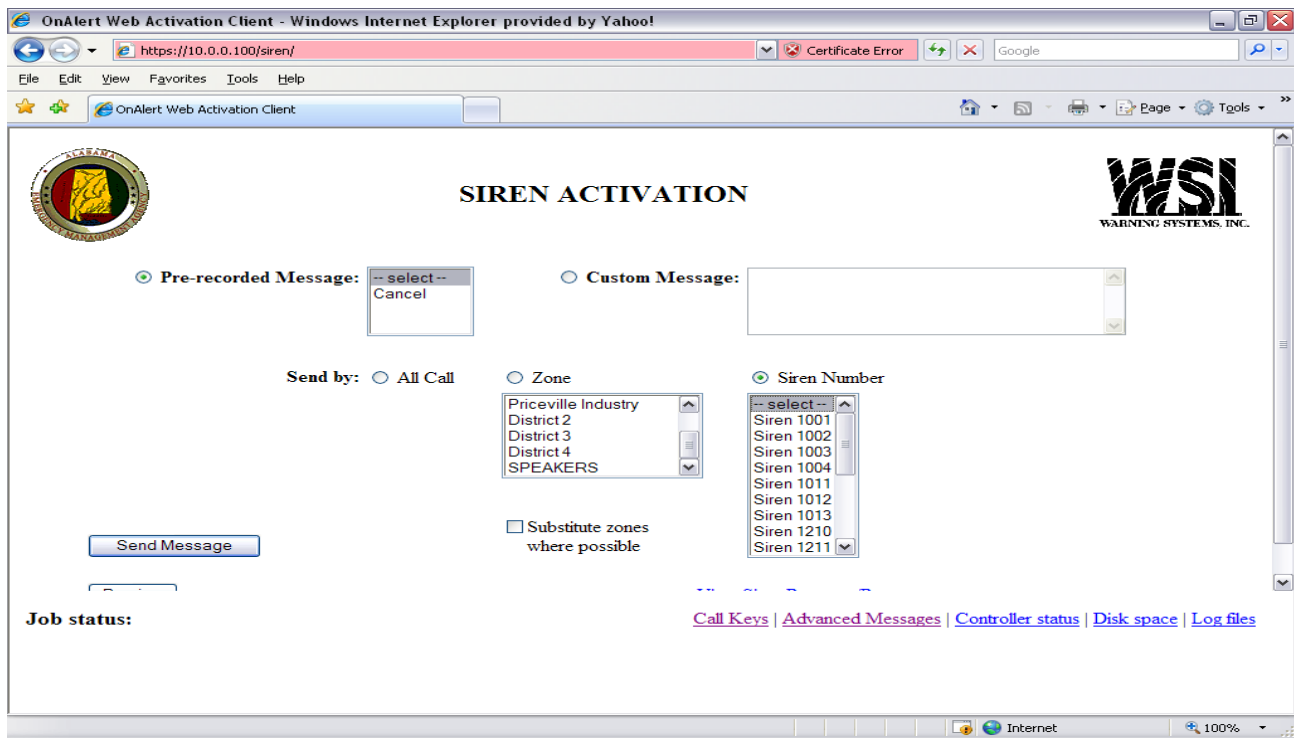 OnAlert Web Activation Client - Windows Internet Explorer provided by Yahoo!
https://10.0.0.100/siren/
Certificate Error
Google
File Edit View Favorites Tools Help
OnAlert Web Activation Client
Page Tools
ALABAMA
EMERGENCY MANAGEMENT AGENCY
SIREN ACTIVATION
WSI
WARNING SYSTEMS, INC.
Pre-recorded Message:
-- select --
Cancel
Custom Message:
Send by:
All Call
Zone
Siren Number
Priceville Industry
District 2
District 3
District 4
SPEAKERS
-- select --
Siren 1001
Siren 1002
Siren 1003
Siren 1004
Siren 1011
Siren 1012
Siren 1013
Siren 1210
Siren 1211
Substitute zones
where possible
Send Message
Job status:
Call Keys | Advanced Messages | Controller status | Disk space | Log files
Internet
100%